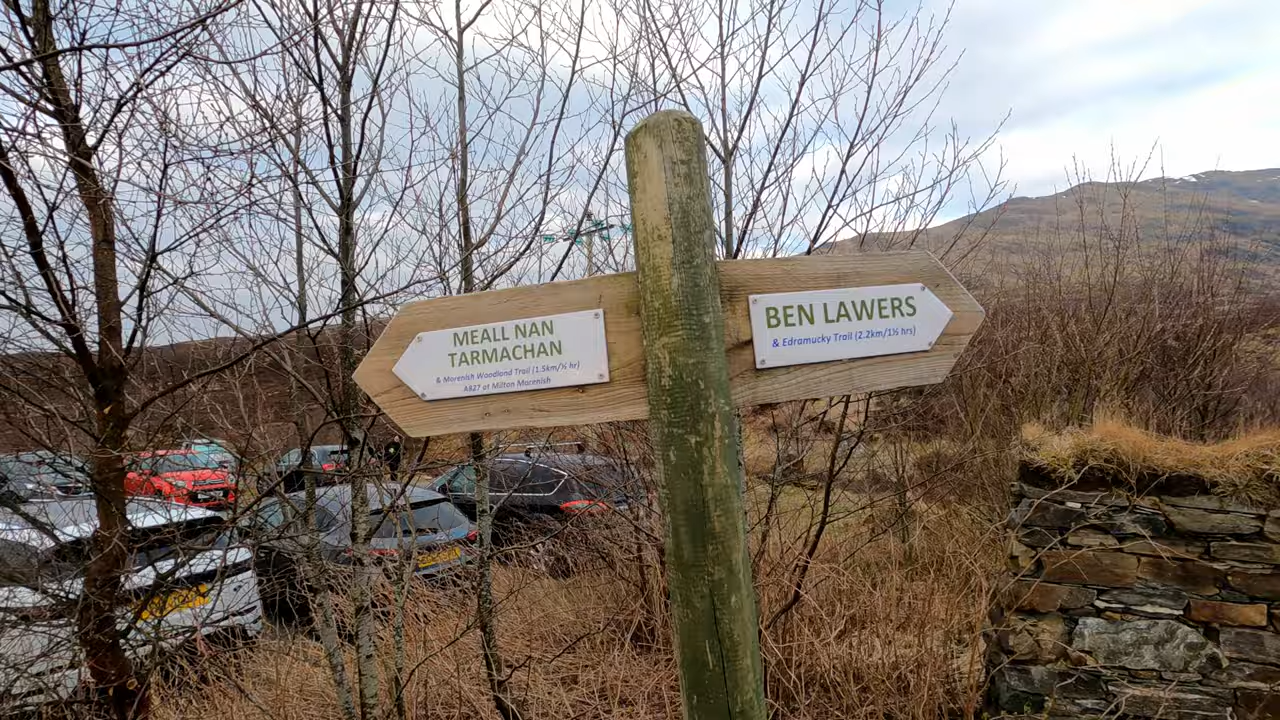 MEALL NAN
TARMACHAN
& Morenish Woodland Trail (1.5km/½ hr)
A827 at Milton Morenish
BEN LAWERS
& Edramucky Trail (2.2km/1½ hrs)